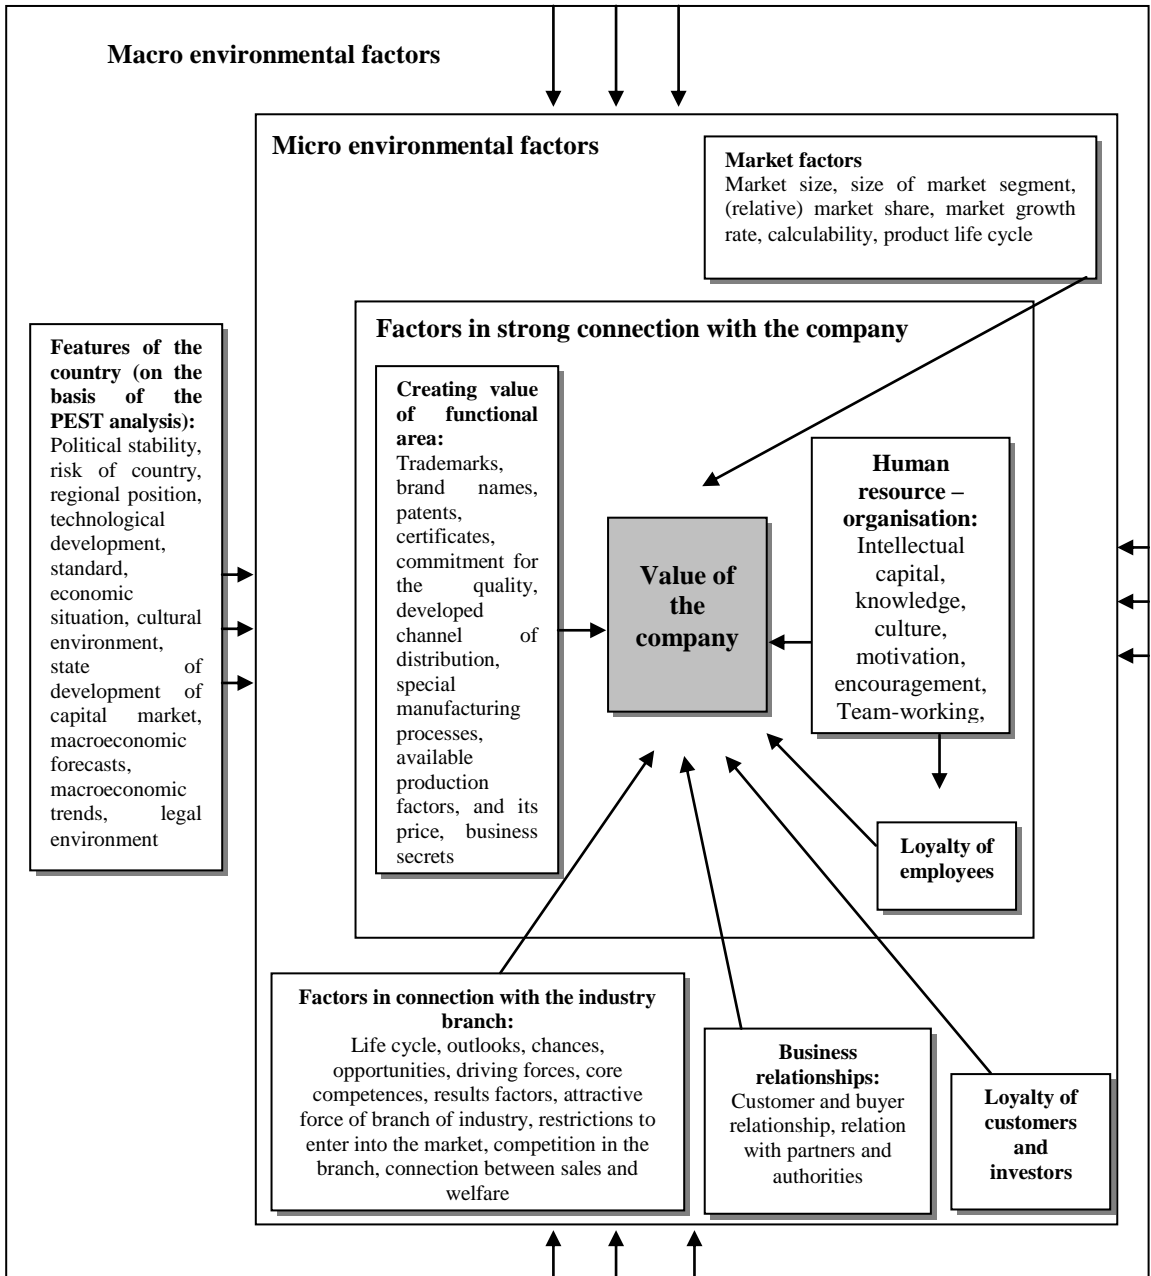 Macro environmental factors
Micro environmental factors
Market factors
Market size, size of market segment,
(relative) market share, market growth
rate, calculability, product life cycle
Features of the
country (on the
basis of the
PEST analysis):
Political stability,
risk of country,
regional position,
technological
development,
standard,
economic
situation, cultural
environment,
state of
development of
capital market,
macroeconomic
forecasts,
macroeconomic
trends, legal
environment
Factors in strong connection with the company
Creating value
of functional
area:
Trademarks,
brand names,
patents,
certificates,
commitment for
the quality,
developed
channel of
distribution,
special
manufacturing
processes,
available
production
factors, and its
price, business
secrets
Value of
the
company
Human
resource –
organisation:
Intellectual
capital,
knowledge,
culture,
motivation,
encouragement,
Team-working,
Loyalty of
employees
Factors in connection with the industry
branch:
Life cycle, outlooks, chances,
opportunities, driving forces, core
competences, results factors, attractive
force of branch of industry, restrictions to
enter into the market, competition in the
branch, connection between sales and
welfare
Business
relationships:
Customer and buyer
relationship, relation
with partners and
authorities
Loyalty of
customers
and
investors